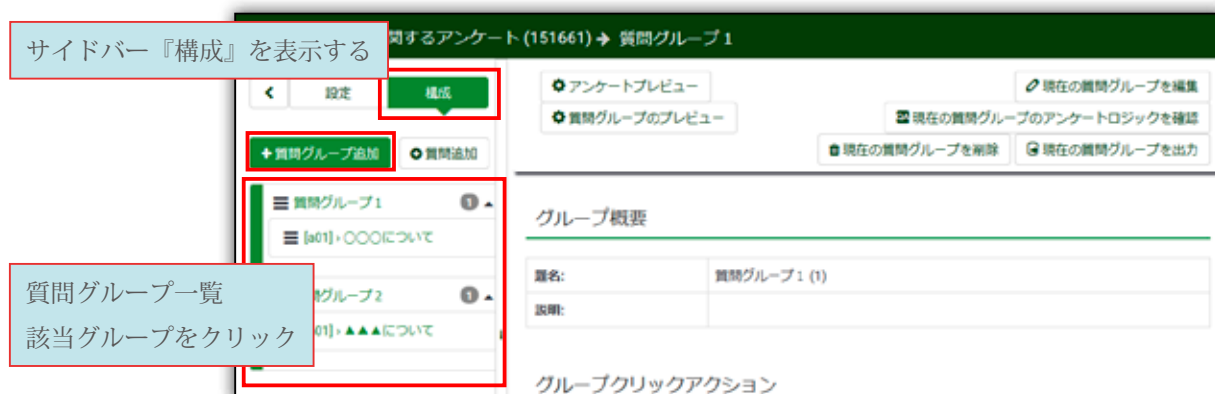 サイドバー『構成』を表示する
関するアンケート (151661) → 質問グループ 1
設定
構成
アンケートプレビュー
現在の質問グループを編集
質問グループのプレビュー
現在の質問グループのアンケートロジックを確認
+質問グループ追加
質問追加
現在の質問グループを削除
現在の質問グループを出力
質問グループ1
1
[a01]›○○○について
グループ概要
題名:
質問グループ1 (1)
説明:
質問グループ一覧
該当グループをクリック
問グループ2
1
01]›▲▲▲について
グループクリックアクション